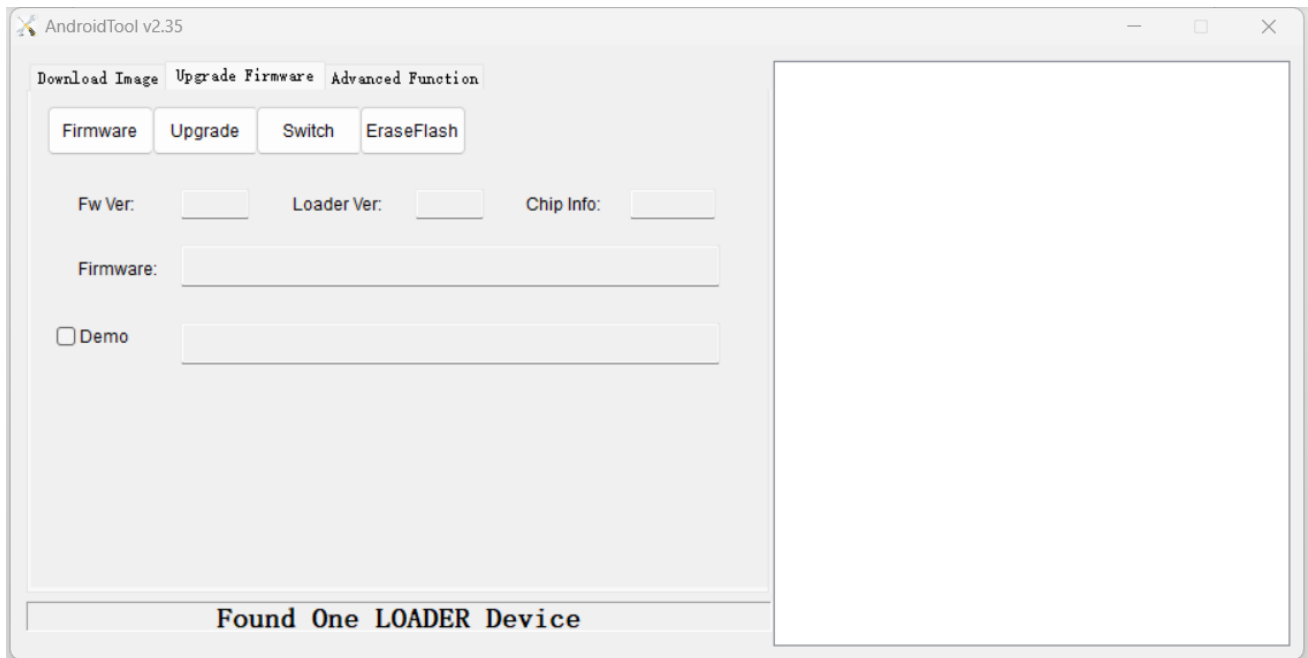 AndroidTool v2.35
Download Image Upgrade Firmware Advanced Function
Firmware Upgrade Switch EraseFlash
Fw Ver: Loader Ver: Chip Info:
Firmware:
Demo
Found One LOADER Device